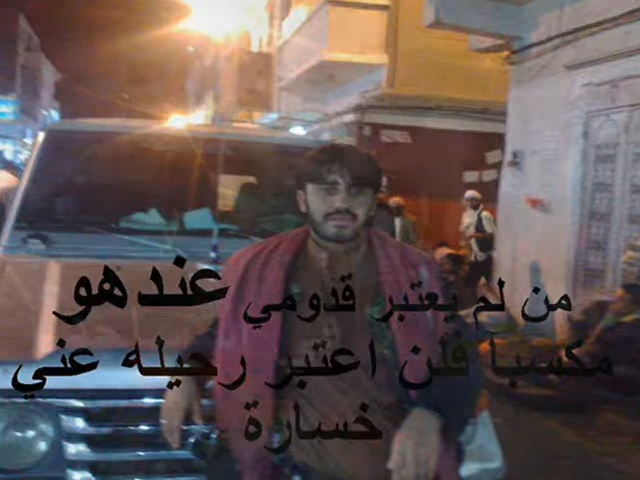 من لم يعتبر قدومي عندهو
مكسبا فلن اعتبر رحيله عني
خسارة